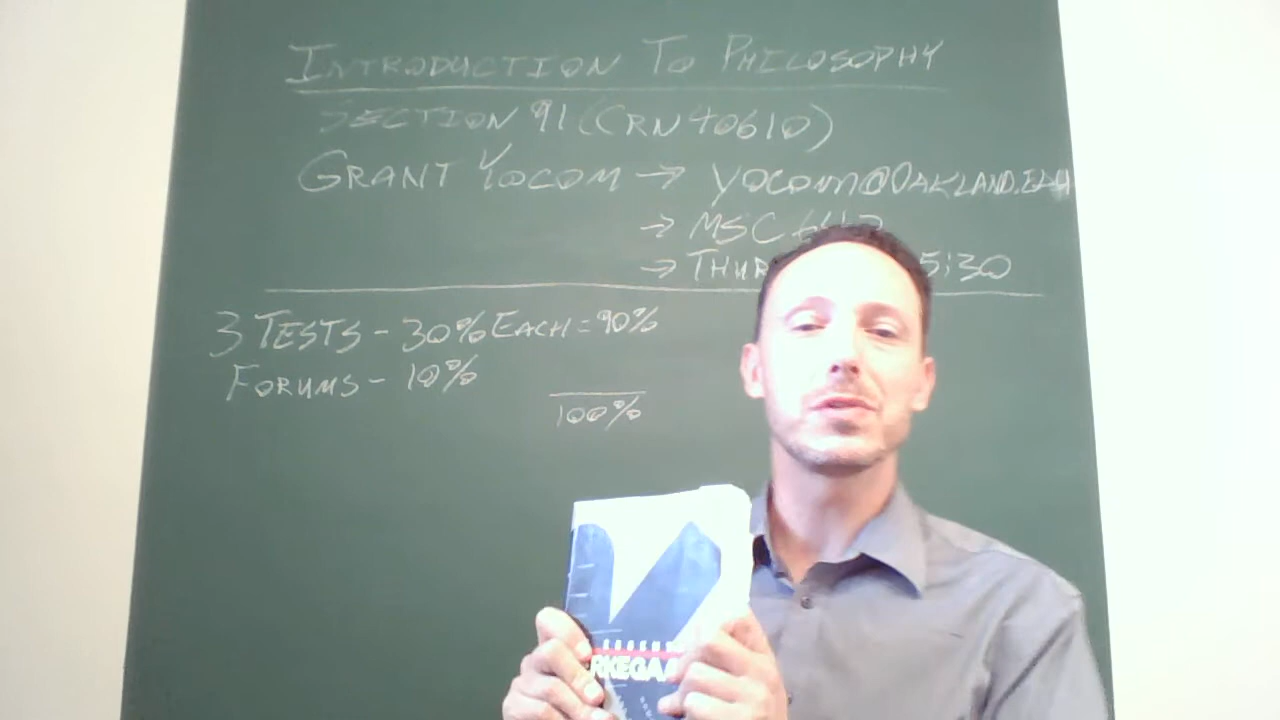 INTRODUCTION TO PHILOSOPHY
SECTION 91 (CRN 40610)
GRANT YOCOM → YOCOM@OAKLAND.EDU
→ MSC
→ THUR 5:30
3 TESTS - 30% EACH = 90%
FORUMS - 10%
100%
RKEGAA